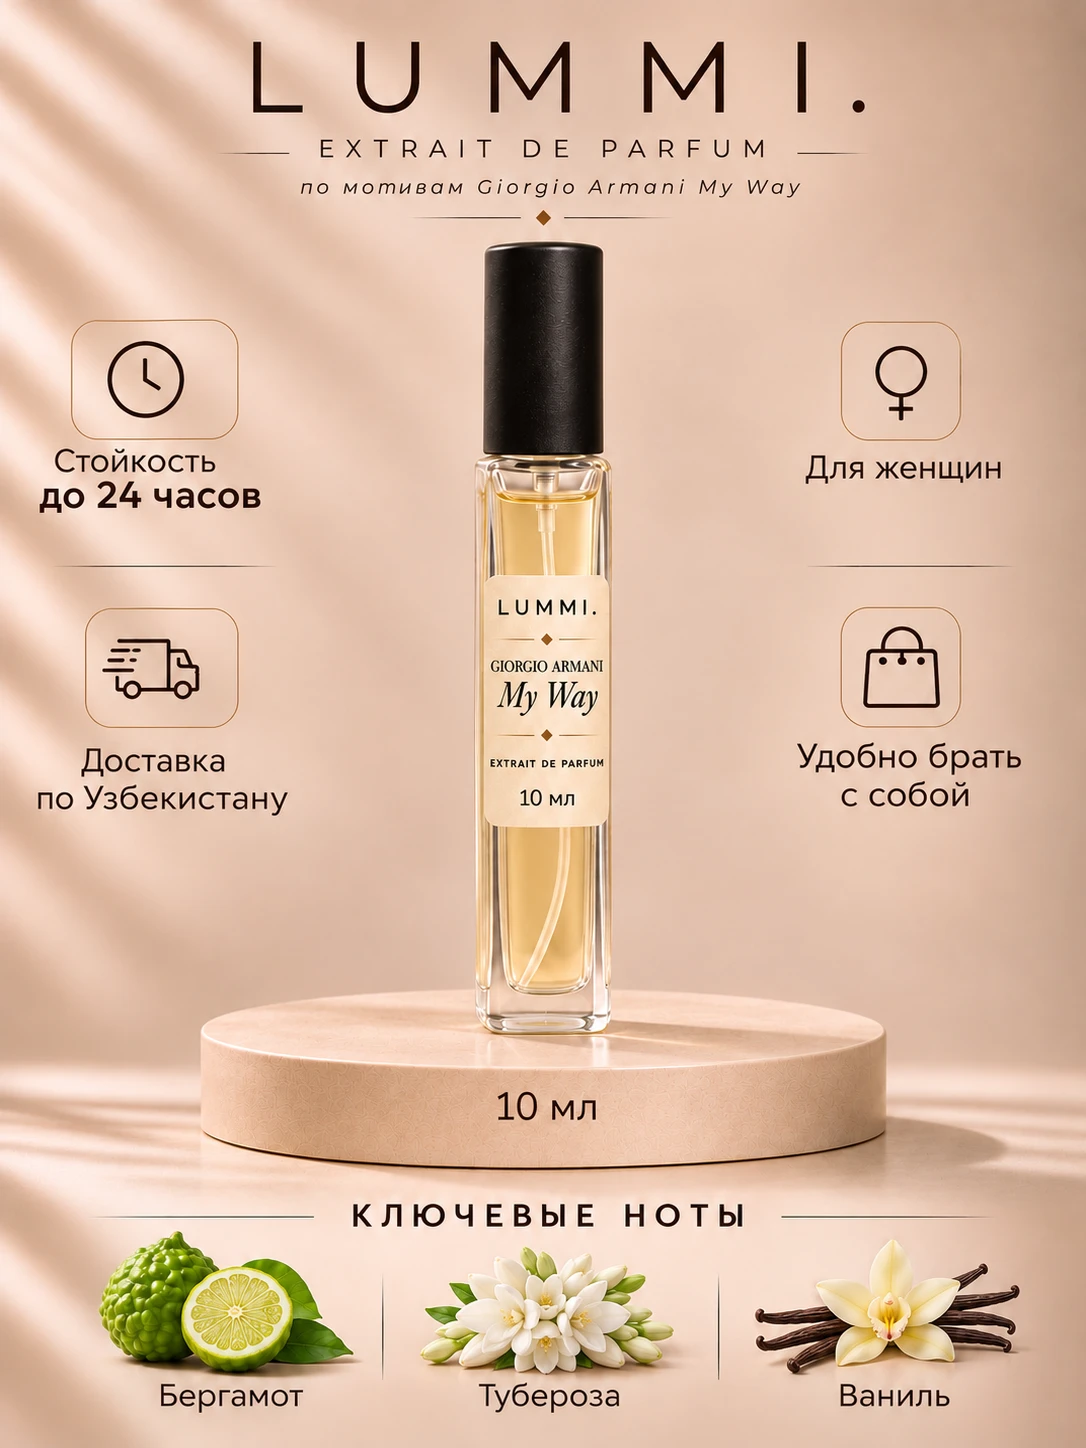 LUMMI.
EXTRAIT DE PARFUM
по мотивам Giorgio Armani My Way
Стойкость
до 24 часов
Для женщин
LUMMI.
GIORGIO ARMANI
My Way
EXTRAIT DE PARFUM
10 мл
Доставка
по Узбекистану
Удобно брать
с собой
10 мл
КЛЮЧЕВЫЕ НОТЫ
Бергамот
Тубероза
Ваниль